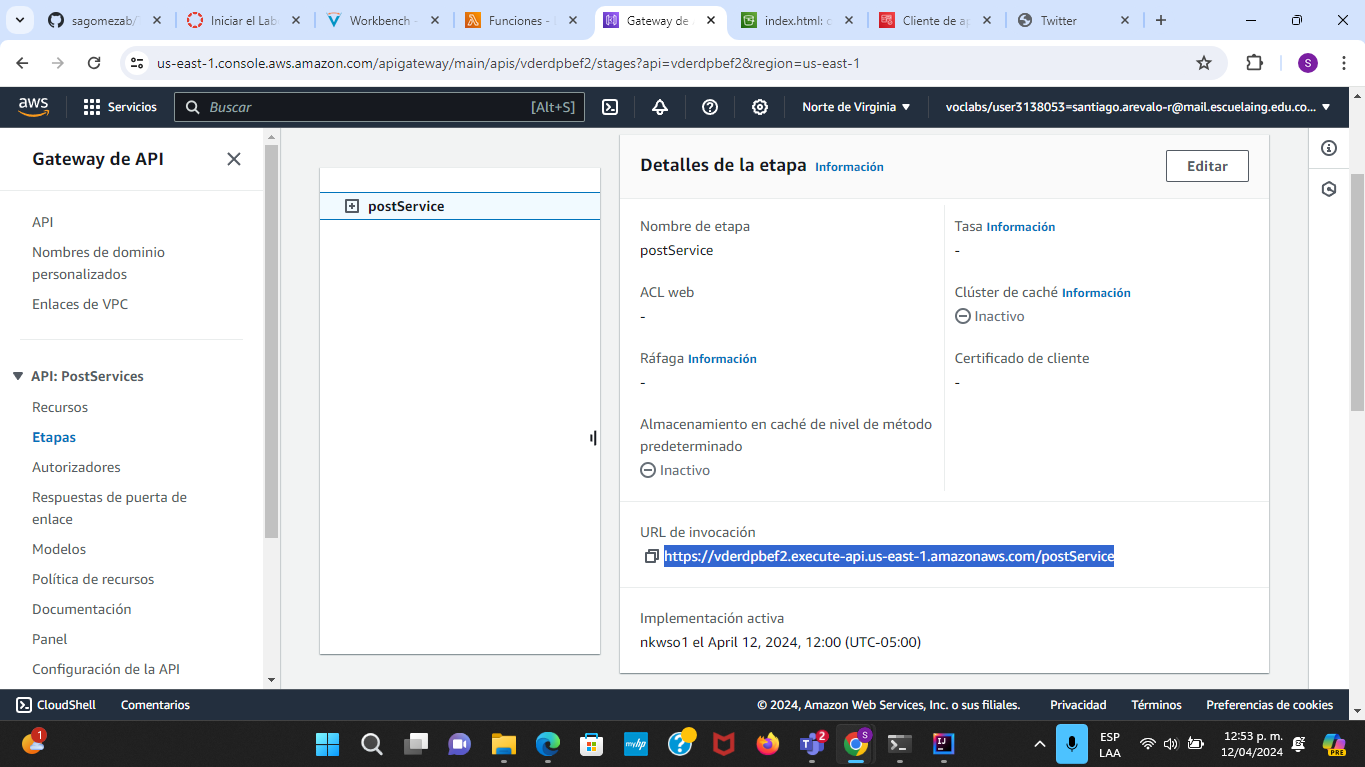 sagomezab/
Iniciar el Lab
Workbench -
Funciones - L
Gateway de
index.html: o
Cliente de ap
Twitter
us-east-1.console.aws.amazon.com/apigateway/main/apis/vderdpbef2/stages?api=vderdpbef2&region=us-east-1
S
aws
Servicios
Buscar
[Alt+S]
Norte de Virginia
voclabs/user3138053=santiago.arevalo-r@mail.escuelaing.edu.co...
Gateway de API
API
Nombres de dominio
personalizados
Enlaces de VPC
API: PostServices
Recursos
Etapas
Autorizadores
Respuestas de puerta de
enlace
Modelos
Política de recursos
Documentación
Panel
Configuración de la API
postService
Detalles de la etapa Información
Editar
Nombre de etapa
postService
ACL web
-
Ráfaga Información
-
Almacenamiento en caché de nivel de método
predeterminado
Inactivo
Tasa Información
-
Clúster de caché Información
Inactivo
Certificado de cliente
-
URL de invocación
https://vderdpbef2.execute-api.us-east-1.amazonaws.com/postService
Implementación activa
nkwso1 el April 12, 2024, 12:00 (UTC-05:00)
CloudShell
Comentarios
© 2024, Amazon Web Services, Inc. o sus filiales.
Privacidad
Términos
Preferencias de cookies
1
myhp
2
S
ESP
LAA
12:53 p. m.
12/04/2024
PRE